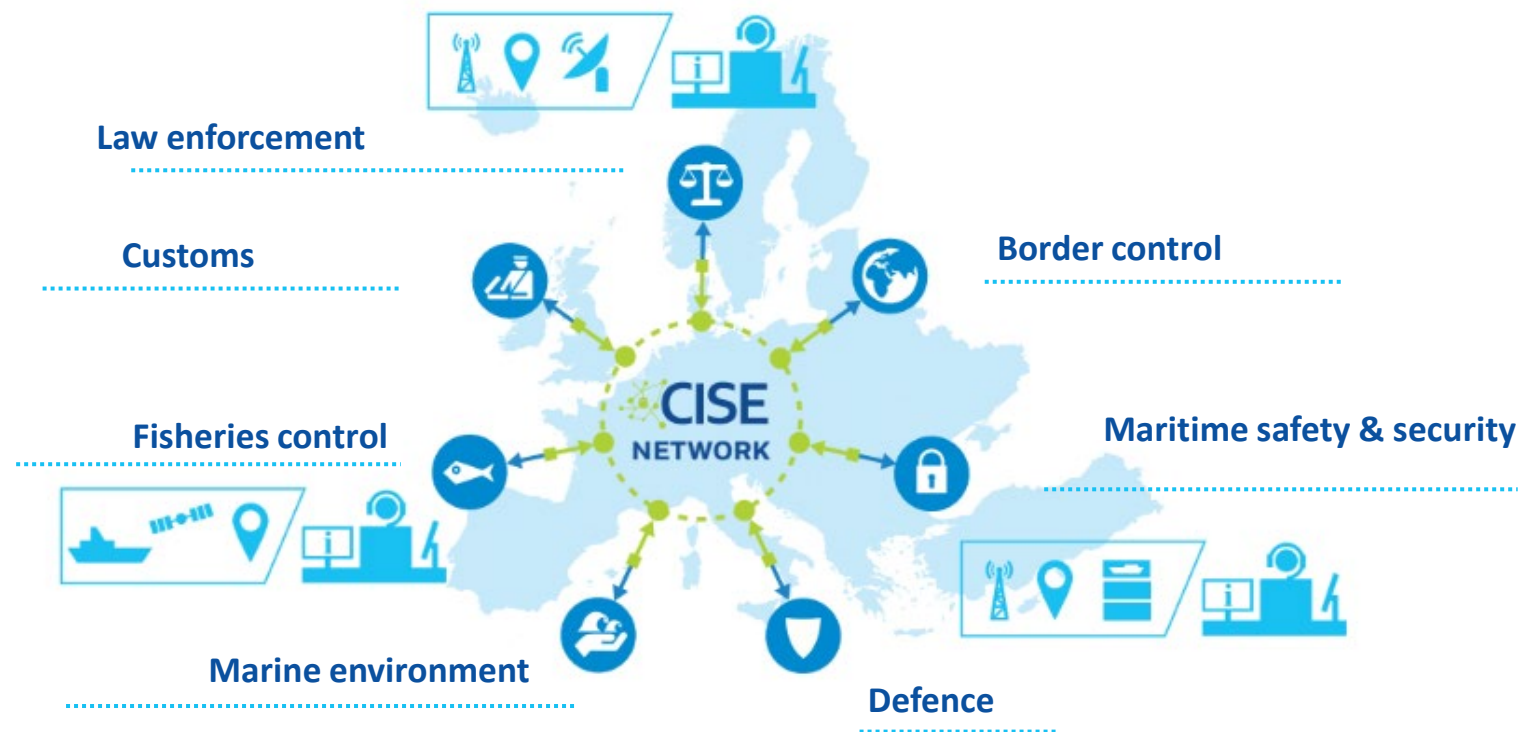 Law enforcement
Customs
Border control
CISE
NETWORK
Fisheries control
Maritime safety & security
Marine environment
Defence